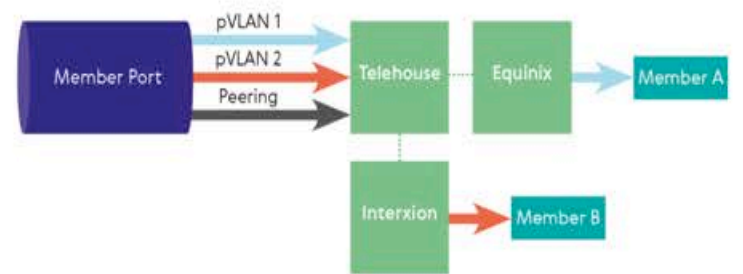 pVLAN 1
pVLAN 2
Peering
Member Port
Telehouse
Equinix
Member A
Interxion
Member B